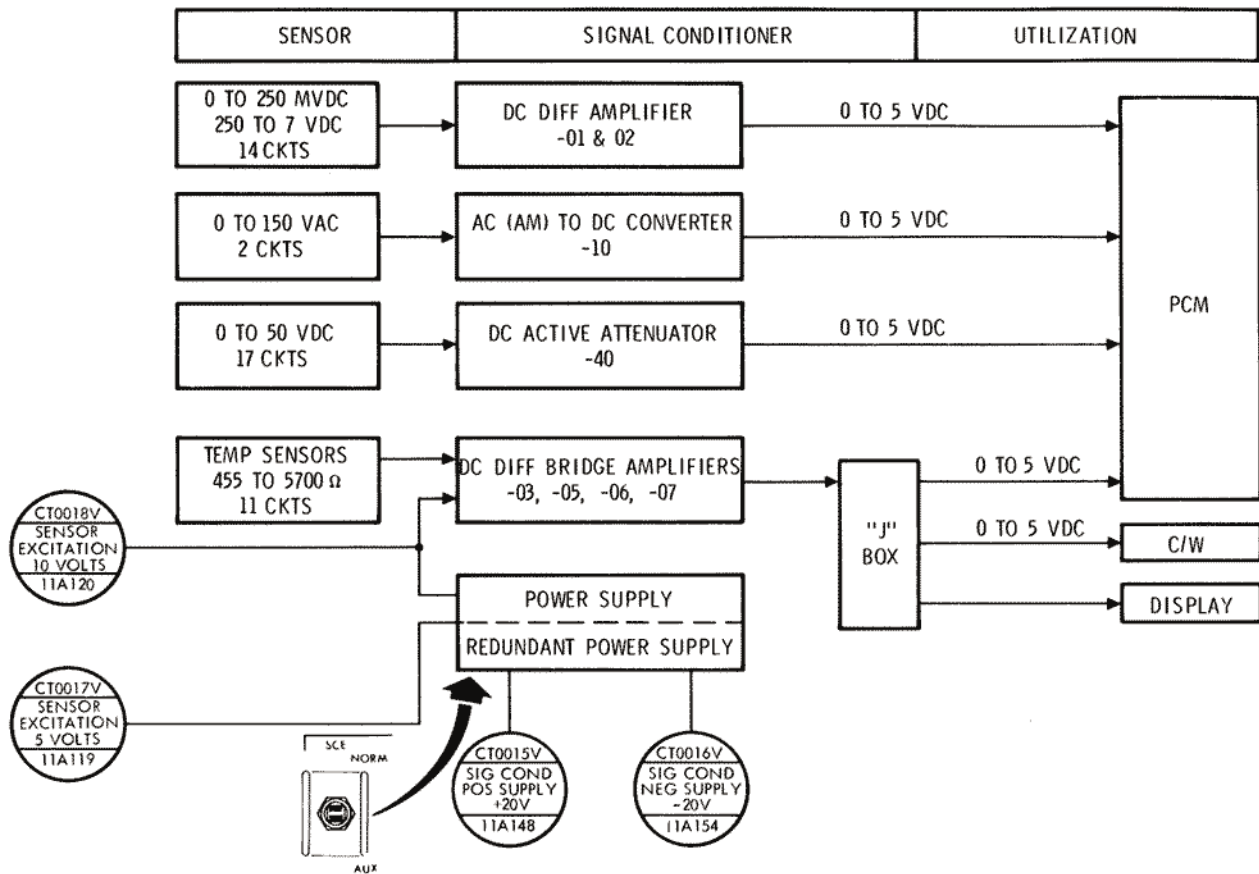 SENSOR
SIGNAL CONDITIONER
UTILIZATION
0 TO 250 MVDC
250 TO 7 VDC
14 CKTS
DC DIFF AMPLIFIER
-01 & 02
0 TO 5 VDC
0 TO 150 VAC
2 CKTS
AC (AM) TO DC CONVERTER
-10
0 TO 5 VDC
PCM
0 TO 50 VDC
17 CKTS
DC ACTIVE ATTENUATOR
-40
0 TO 5 VDC
TEMP SENSORS
455 TO 5700 Ω
11 CKTS
DC DIFF BRIDGE AMPLIFIERS
-03, -05, -06, -07
"J"
BOX
0 TO 5 VDC
0 TO 5 VDC
C/W
DISPLAY
CT0018V
SENSOR
EXCITATION
10 VOLTS
11A120
POWER SUPPLY
REDUNDANT POWER SUPPLY
CT0017V
SENSOR
EXCITATION
5 VOLTS
11A119
SCE
NORM
AUX
CT0015V
SIG COND
POS SUPPLY
+20V
11A148
CT0016V
SIG COND
NEG SUPPLY
-20V
11A154